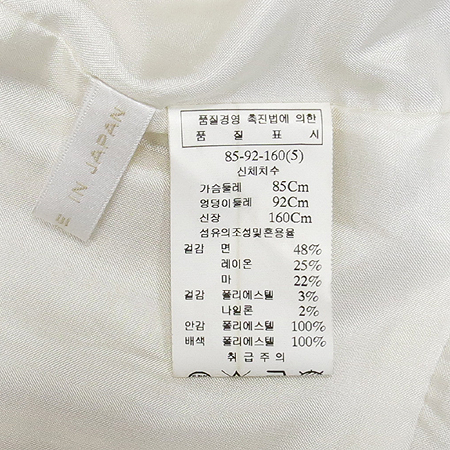 IN JAPAN
품질경영 촉진법에 의한
품 질 표 시
85-92-160(5)
신체치수
가슴둘레 85Cm
엉덩이둘레 92Cm
신장 160Cm
섬유의조성및혼용율
겉감 면 48%
레이온 25%
마 22%
겉감 폴리에스텔 3%
나일론 2%
안감 폴리에스텔 100%
배색 폴리에스텔 100%
취급주의